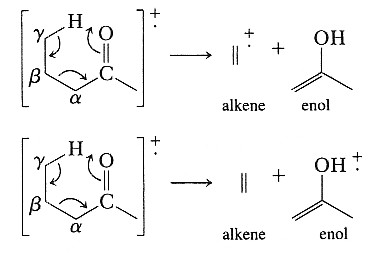 γ H O +·
β C
α
+· + OH
alkene enol
γ H O +·
β C
α
+ OH +·
alkene enol